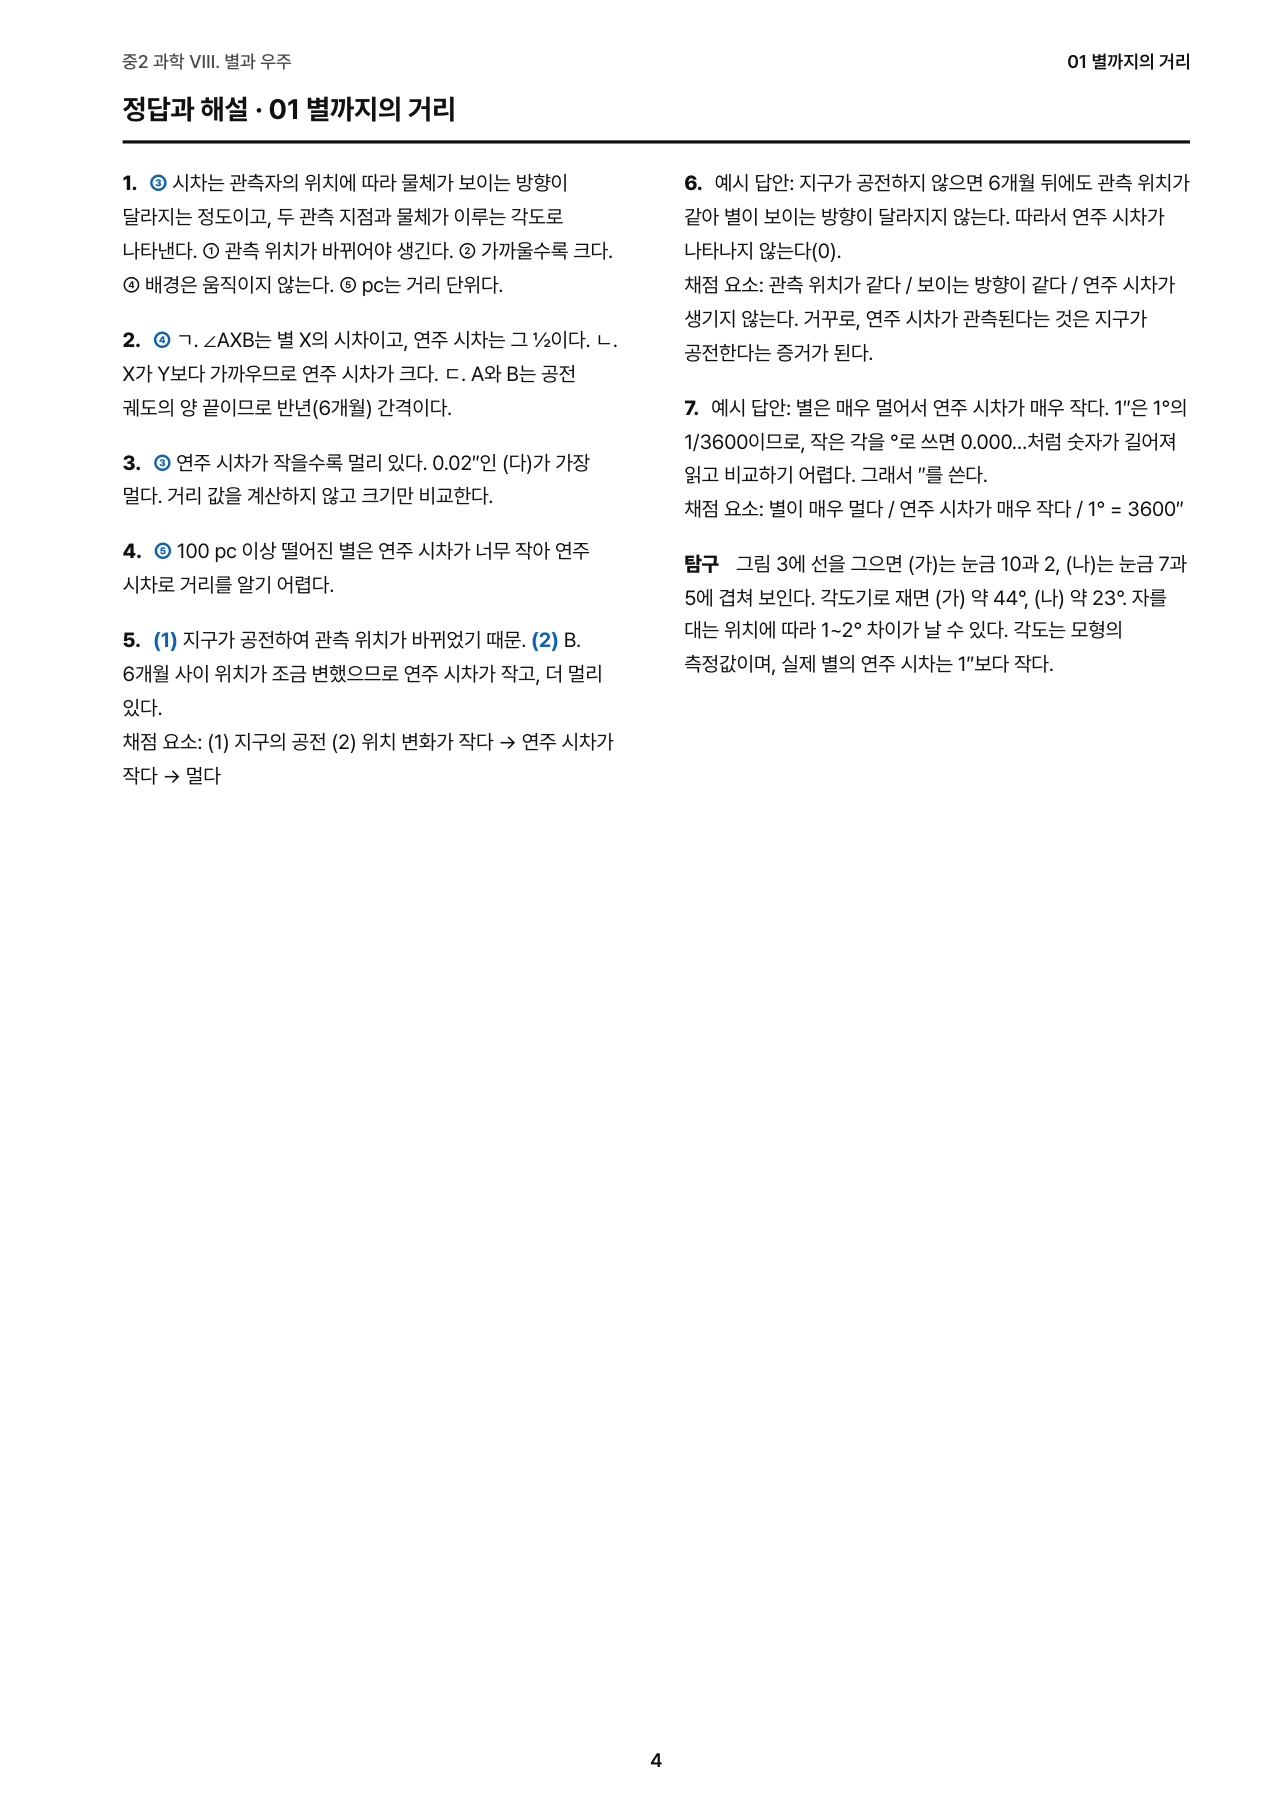 중2 과학 VIII. 별과 우주
01 별까지의 거리
정답과 해설 · 01 별까지의 거리
1. ③ 시차는 관측자의 위치에 따라 물체가 보이는 방향이
달라지는 정도이고, 두 관측 지점과 물체가 이루는 각도로
나타낸다. ① 관측 위치가 바뀌어야 생긴다. ② 가까울수록 크다.
④ 배경은 움직이지 않는다. ⑤ pc는 거리 단위다.
2. ④ ㄱ. ∠AXB는 별 X의 시차이고, 연주 시차는 그 ½이다. ㄴ.
X가 Y보다 가까우므로 연주 시차가 크다. ㄷ. A와 B는 공전
궤도의 양 끝이므로 반년(6개월) 간격이다.
3. ③ 연주 시차가 작을수록 멀리 있다. 0.02″인 (다)가 가장
멀다. 거리 값을 계산하지 않고 크기만 비교한다.
4. ⑤ 100 pc 이상 떨어진 별은 연주 시차가 너무 작아 연주
시차로 거리를 알기 어렵다.
5. (1) 지구가 공전하여 관측 위치가 바뀌었기 때문. (2) B.
6개월 사이 위치가 조금 변했으므로 연주 시차가 작고, 더 멀리
있다.
채점 요소: (1) 지구의 공전 (2) 위치 변화가 작다 → 연주 시차가
작다 → 멀다
6. 예시 답안: 지구가 공전하지 않으면 6개월 뒤에도 관측 위치가
같아 별이 보이는 방향이 달라지지 않는다. 따라서 연주 시차가
나타나지 않는다(0).
채점 요소: 관측 위치가 같다 / 보이는 방향이 같다 / 연주 시차가
생기지 않는다. 거꾸로, 연주 시차가 관측된다는 것은 지구가
공전한다는 증거가 된다.
7. 예시 답안: 별은 매우 멀어서 연주 시차가 매우 작다. 1″은 1°의
1/3600이므로, 작은 각을 °로 쓰면 0.000…처럼 숫자가 길어져
읽고 비교하기 어렵다. 그래서 ″를 쓴다.
채점 요소: 별이 매우 멀다 / 연주 시차가 매우 작다 / 1° = 3600″
탐구 그림 3에 선을 그으면 (가)는 눈금 10과 2, (나)는 눈금 7과
5에 겹쳐 보인다. 각도기로 재면 (가) 약 44°, (나) 약 23°. 자를
대는 위치에 따라 1~2° 차이가 날 수 있다. 각도는 모형의
측정값이며, 실제 별의 연주 시차는 1″보다 작다.
4